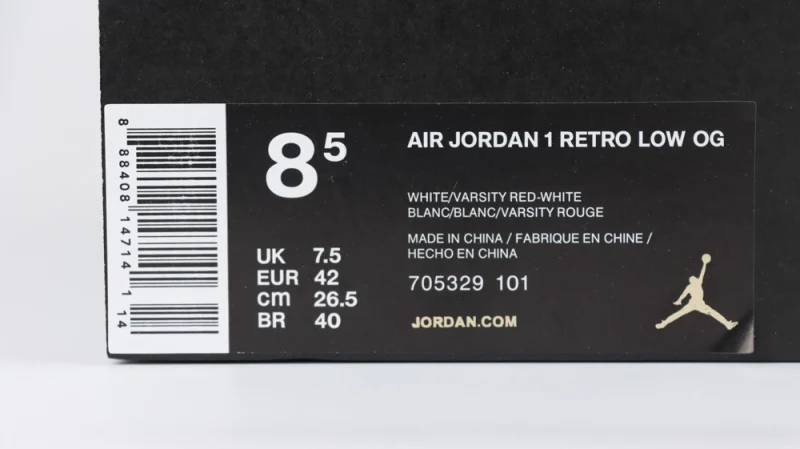 8 88408 14714 1 14
8 5
UK 7.5
EUR 42
cm 26.5
BR 40
AIR JORDAN 1 RETRO LOW OG
WHITE/VARSITY RED-WHITE
BLANC/BLANC/VARSITY ROUGE
MADE IN CHINA / FABRIQUE EN CHINE /
HECHO EN CHINA
705329 101
JORDAN.COM